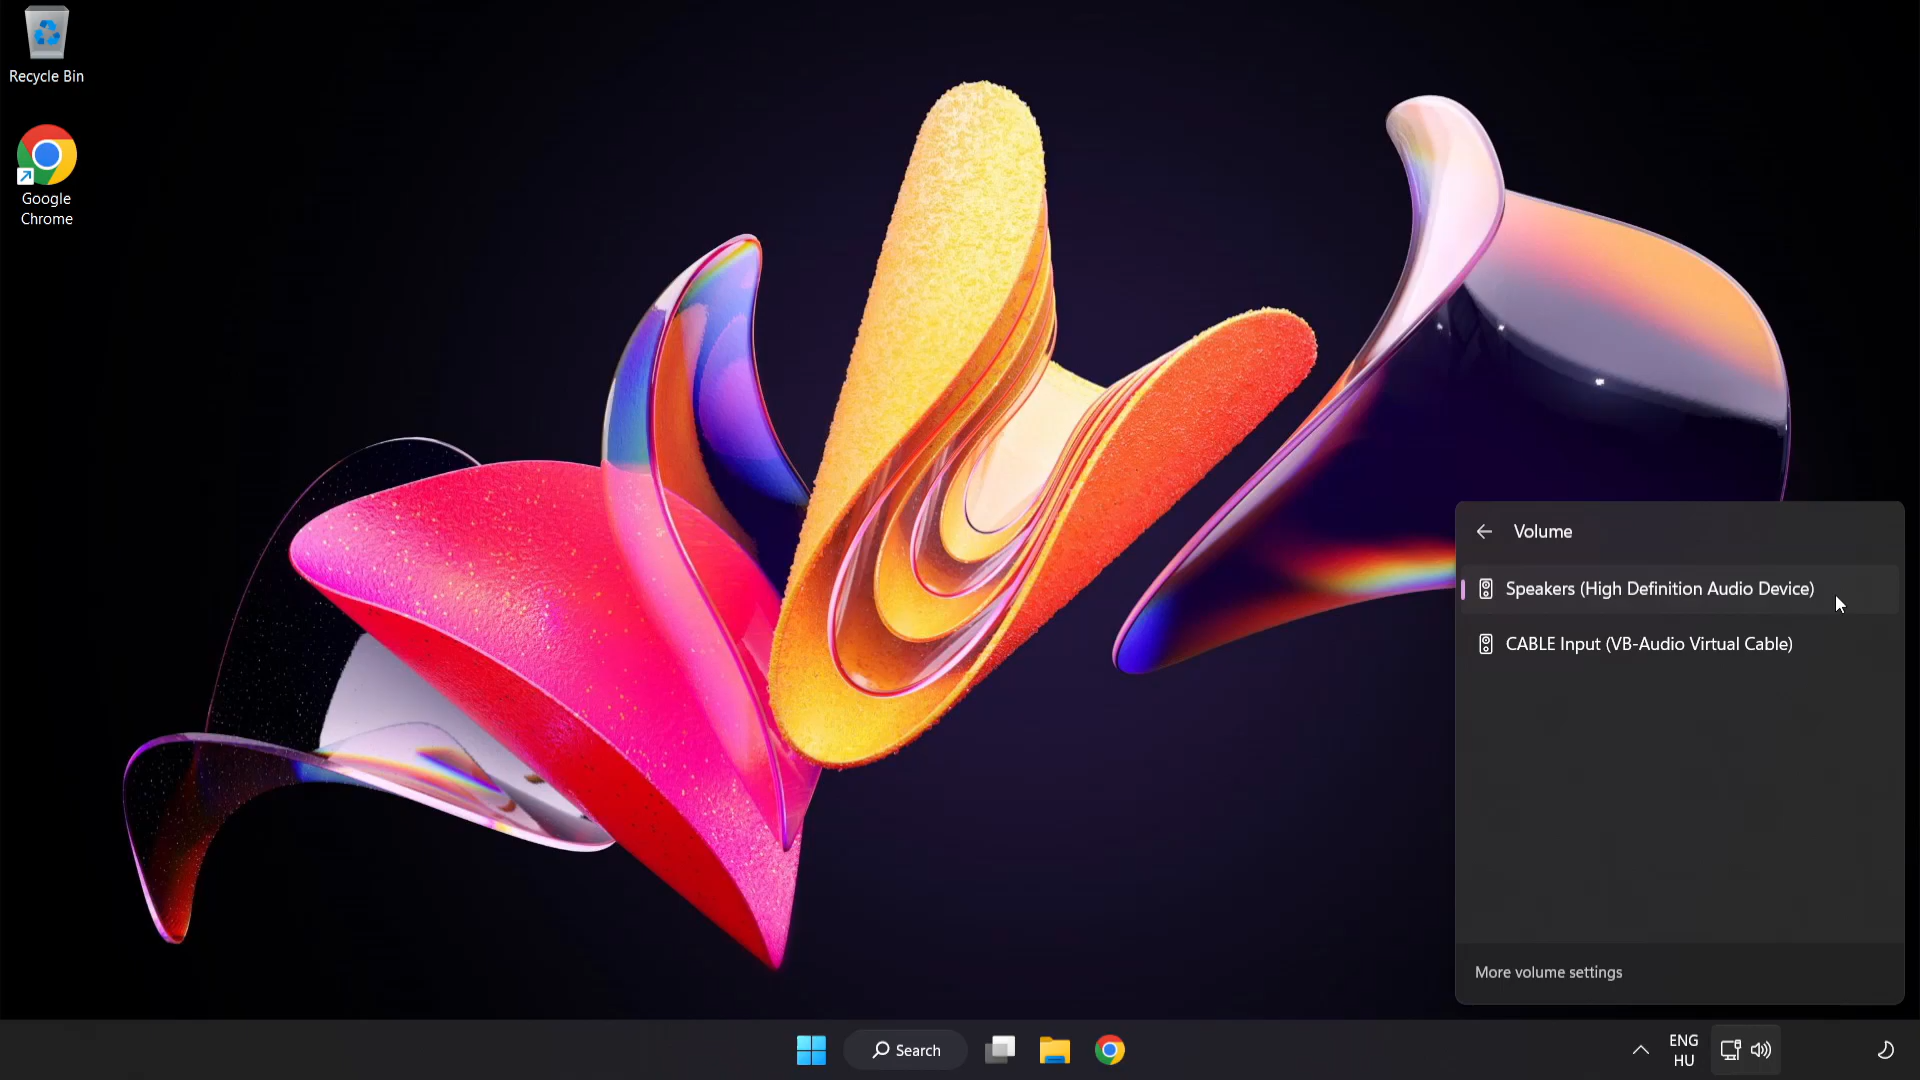 Recycle Bin
Google
Chrome
Volume
Speakers (High Definition Audio Device)
CABLE Input (VB-Audio Virtual Cable)
More volume settings
Search
ENG
HU